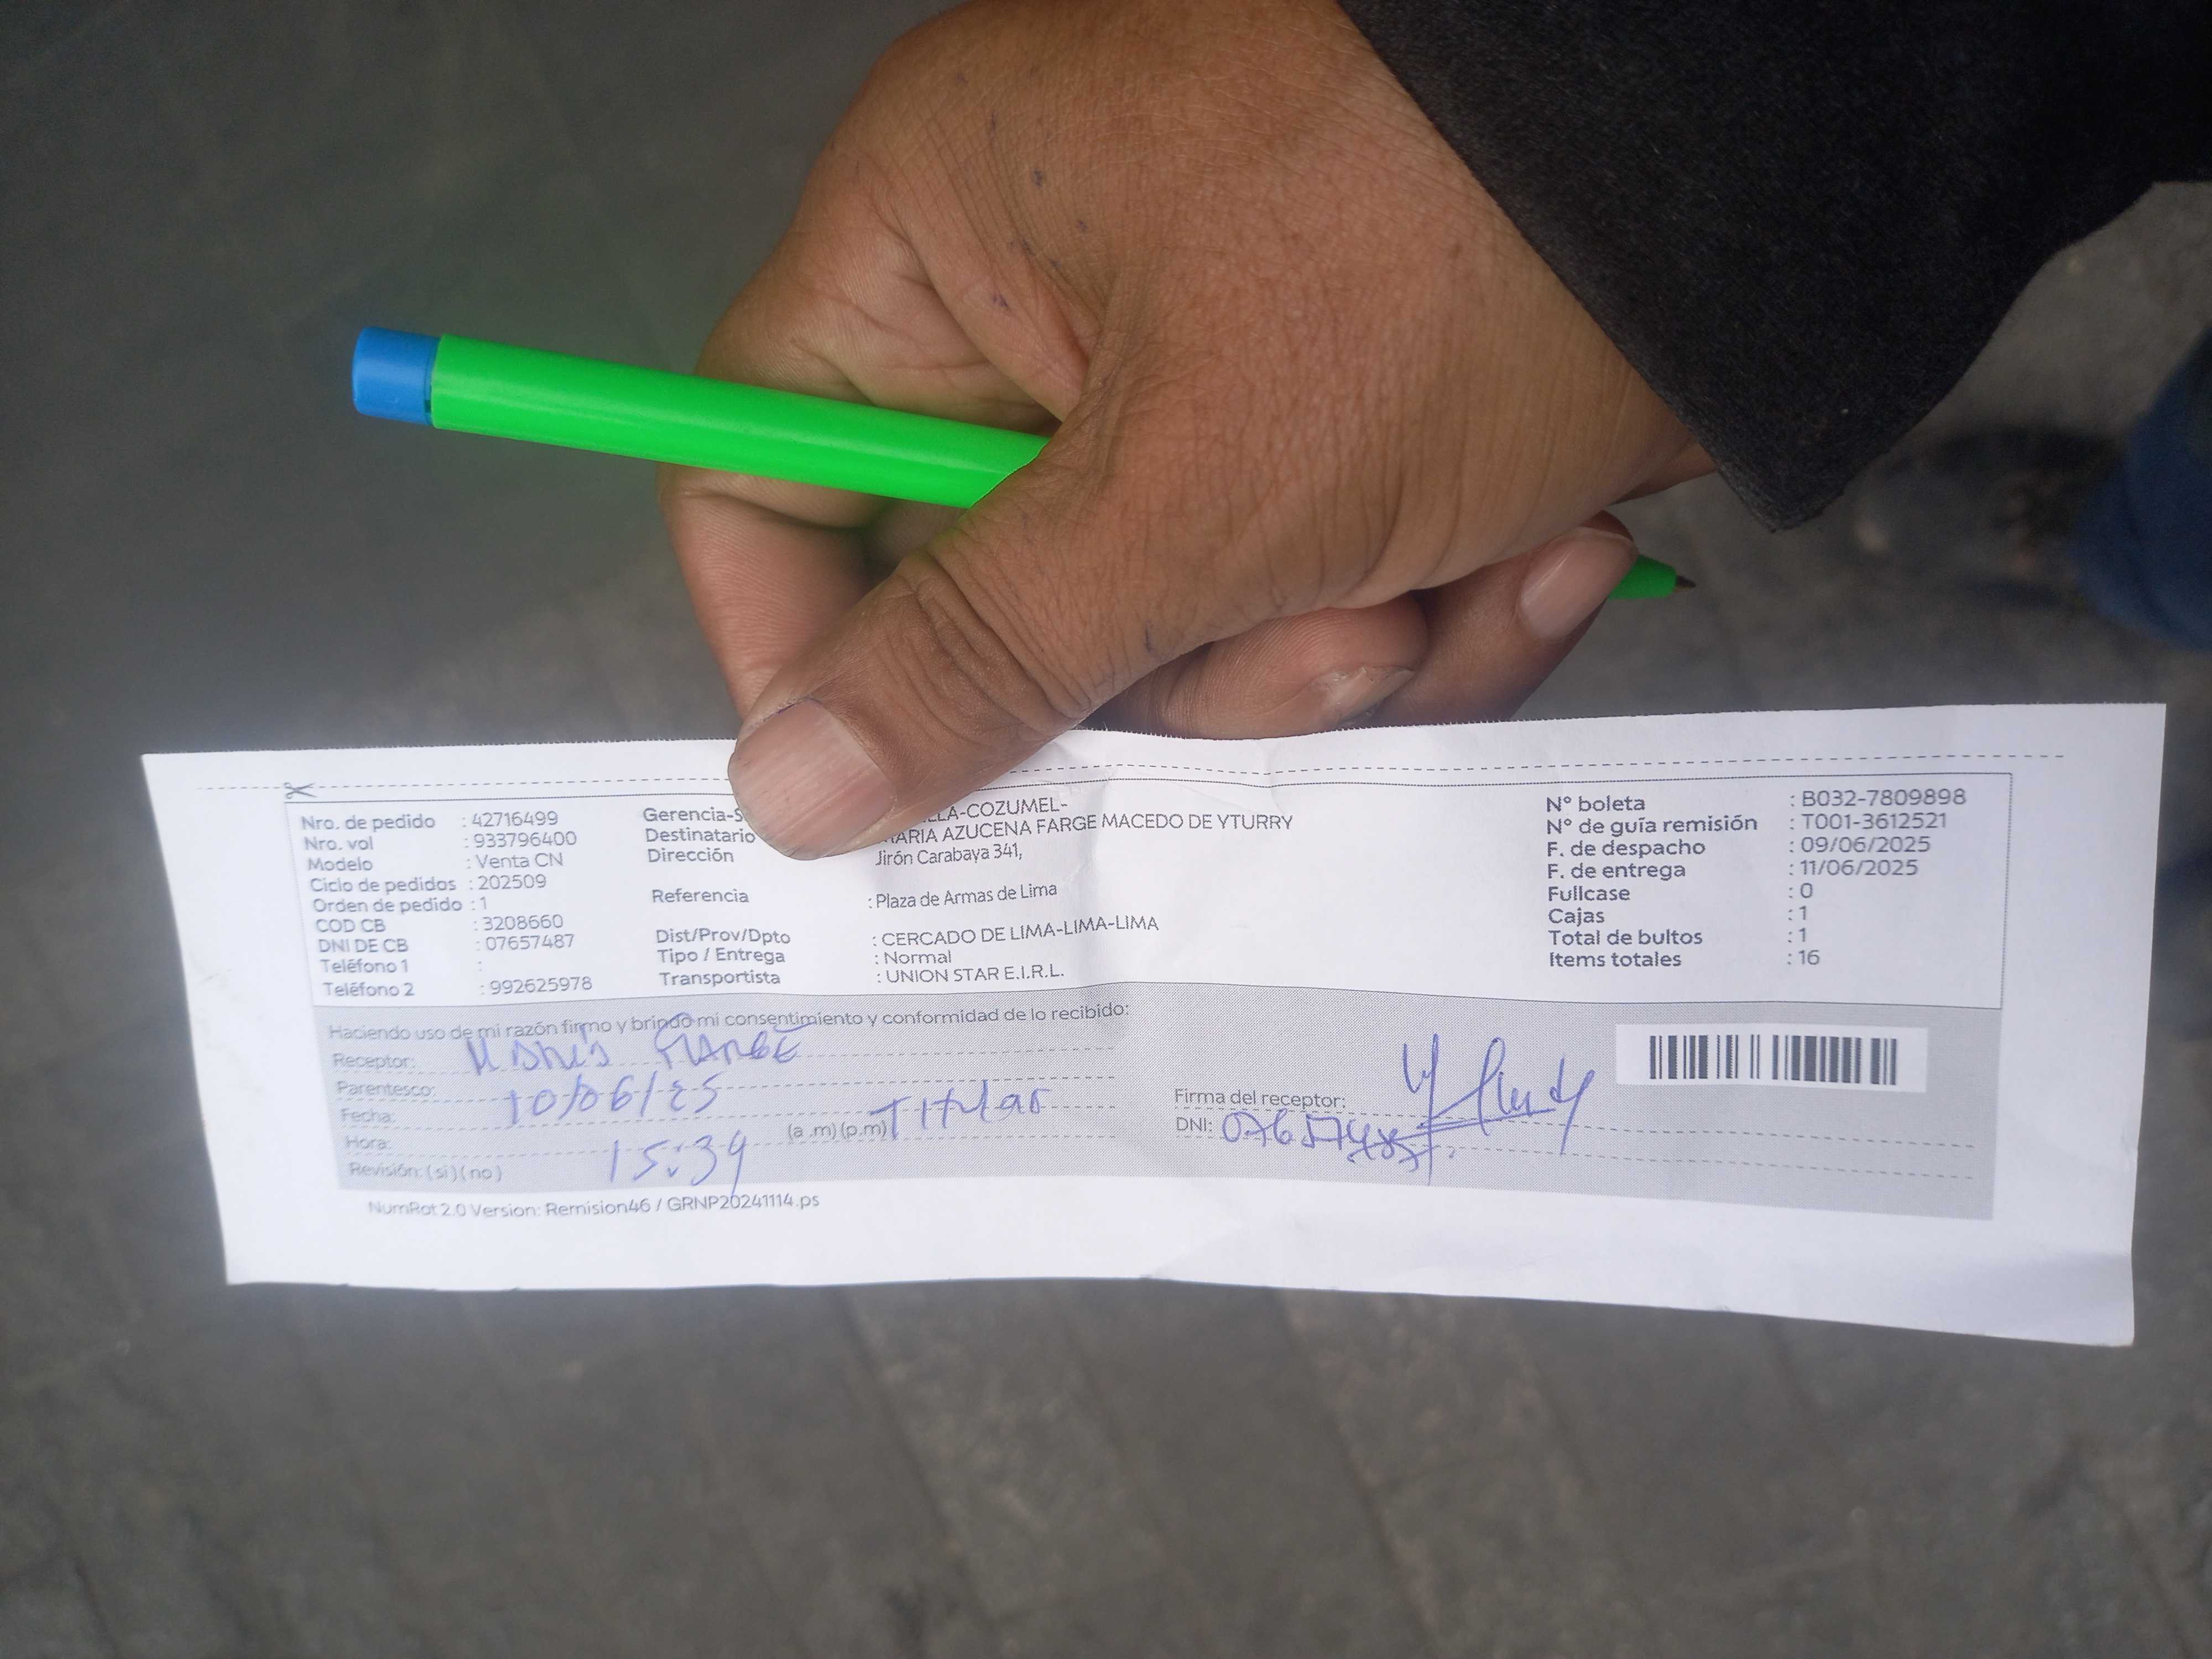 Nro. de pedido : 42716499
Nro. vol : 933796400
Modelo : Venta CN
Ciclo de pedidos : 202509
Orden de pedido : 1
COD CB : 3208660
DNI DE CB : 07657487
Teléfono 1 :
Teléfono 2 : 992625978
Gerencia-S LLA-COZUMEL-
Destinatario ARIA AZUCENA FARGE MACEDO DE YTURRY
Dirección Jirón Carabaya 341,
Referencia : Plaza de Armas de Lima
Dist/Prov/Dpto : CERCADO DE LIMA-LIMA-LIMA
Tipo / Entrega : Normal
Transportista : UNION STAR E.I.R.L.
N° boleta : B032-7809898
N° de guía remisión : T001-3612521
F. de despacho : 09/06/2025
F. de entrega : 11/06/2025
Fullcase : 0
Cajas : 1
Total de bultos : 1
Items totales : 16
Haciendo uso de mi razón firmo y brindo mi consentimiento y conformidad de lo recibido:
Receptor: FARGE
Parentesco:
Fecha: 10/06/25
Titular
Hora: 15:39 (a .m) (p.m)
Revisión: (si) (no)
Firma del receptor:
DNI:
NumRot 2.0 Version: Remision46 / GRNP20241114.ps